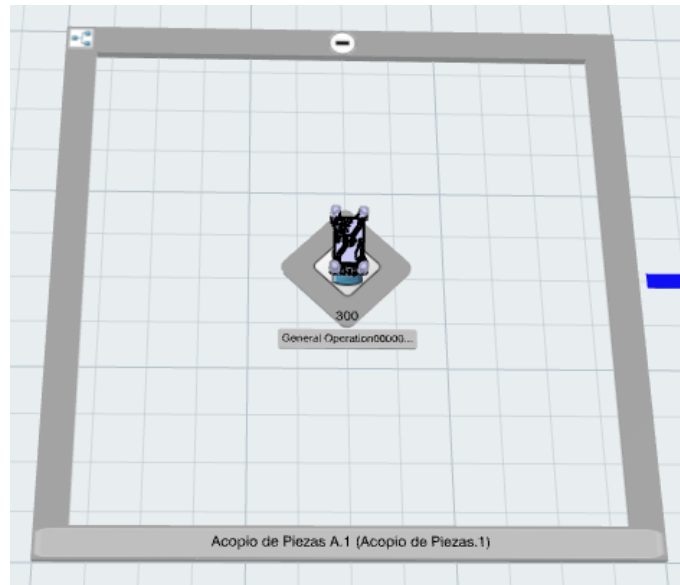 300
General Operation00000...
Acopio de Piezas A.1 (Acopio de Piezas.1)